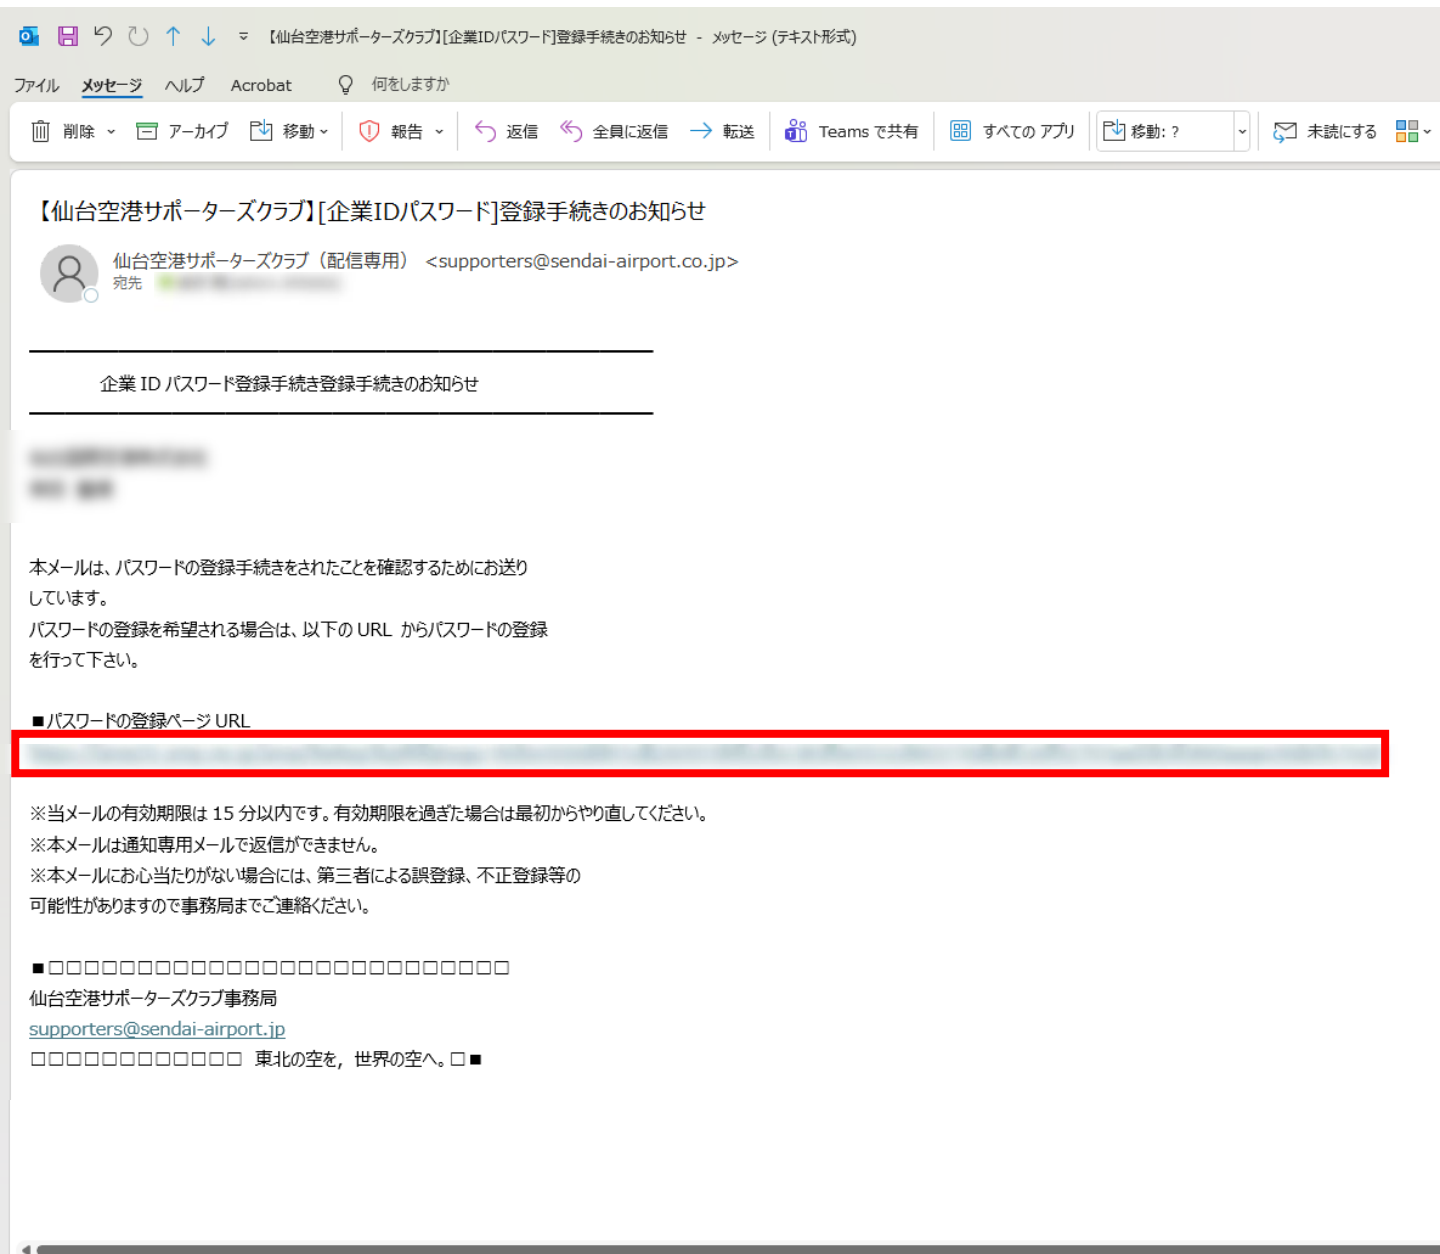 【仙台空港サポーターズクラブ】[企業IDパスワード]登録手続きのお知らせ - メッセージ (テキスト形式)
ファイル メッセージ ヘルプ Acrobat 何をしますか
削除 アーカイブ 移動 報告 返信 全員に返信 転送 Teams で共有 すべての アプリ 移動: ? 未読にする
【仙台空港サポーターズクラブ】[企業IDパスワード]登録手続きのお知らせ
仙台空港サポーターズクラブ（配信専用） <supporters@sendai-airport.co.jp>
宛先
企業 ID パスワード登録手続き登録手続きのお知らせ
本メールは、パスワードの登録手続きをされたことを確認するためにお送り
しています。
パスワードの登録を希望される場合は、以下の URL からパスワードの登録
を行って下さい。
■パスワードの登録ページ URL
※当メールの有効期限は 15 分以内です。有効期限を過ぎた場合は最初からやり直してください。
※本メールは通知専用メールで返信ができません。
※本メールにお心当たりがない場合には、第三者による誤登録、不正登録等の
可能性がありますので事務局までご連絡ください。
■□□□□□□□□□□□□□□□□□□□□□□□□□□
仙台空港サポーターズクラブ事務局
supporters@sendai-airport.jp
□□□□□□□□□□□□ 東北の空を，世界の空へ。□■